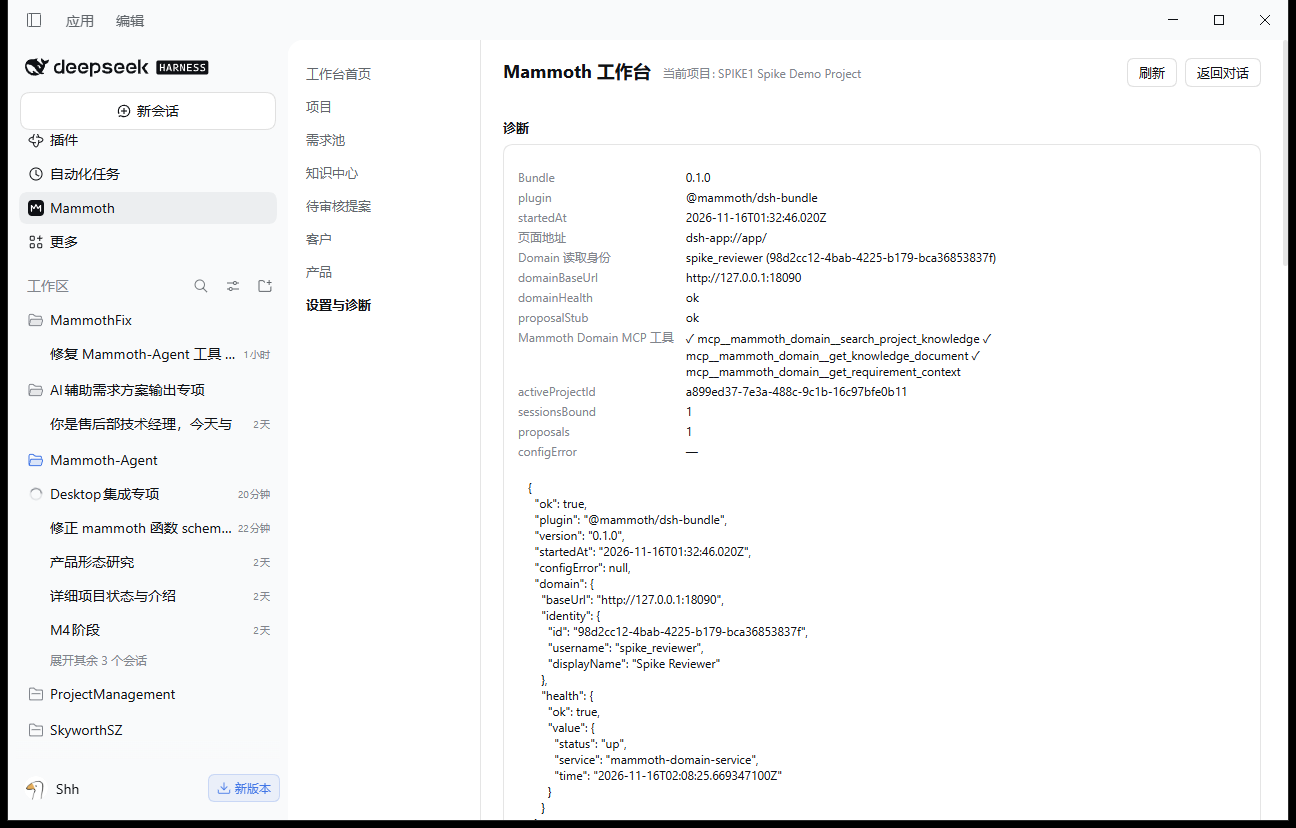 应用 编辑
deepseek HARNESS
新会话
插件
自动化任务
Mammoth
更多
工作区
MammothFix
修复 Mammoth-Agent 工具 ... 1小时
AI辅助需求方案输出专项
你是售后部技术经理，今天与 2天
Mammoth-Agent
Desktop集成专项 20分钟
修正 mammoth 函数 schem... 22分钟
产品形态研究 2天
详细项目状态与介绍 2天
M4阶段 2天
展开其余 3 个会话
ProjectManagement
SkyworthSZ
Shh 新版本
工作台首页
项目
需求池
知识中心
待审核提案
客户
产品
设置与诊断
Mammoth 工作台 当前项目: SPIKE1 Spike Demo Project 刷新 返回对话
诊断
Bundle 0.1.0
plugin @mammoth/dsh-bundle
startedAt 2026-11-16T01:32:46.020Z
页面地址 dsh-app://app/
Domain 读取身份 spike_reviewer (98d2cc12-4bab-4225-b179-bca36853837f)
domainBaseUrl http://127.0.0.1:18090
domainHealth ok
proposalStub ok
Mammoth Domain MCP 工具 ✓ mcp__mammoth_domain__search_project_knowledge ✓
mcp__mammoth_domain__get_knowledge_document ✓
mcp__mammoth_domain__get_requirement_context
activeProjectId a899ed37-7e3a-488c-9c1b-16c97bfe0b11
sessionsBound 1
proposals 1
configError —
{
"ok": true,
"plugin": "@mammoth/dsh-bundle",
"version": "0.1.0",
"startedAt": "2026-11-16T01:32:46.020Z",
"configError": null,
"domain": {
"baseUrl": "http://127.0.0.1:18090",
"identity": {
"id": "98d2cc12-4bab-4225-b179-bca36853837f",
"username": "spike_reviewer",
"displayName": "Spike Reviewer"
},
"health": {
"ok": true,
"value": {
"status": "up",
"service": "mammoth-domain-service",
"time": "2026-11-16T02:08:25.669347100Z"
}
}